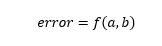 error = f(a, b)